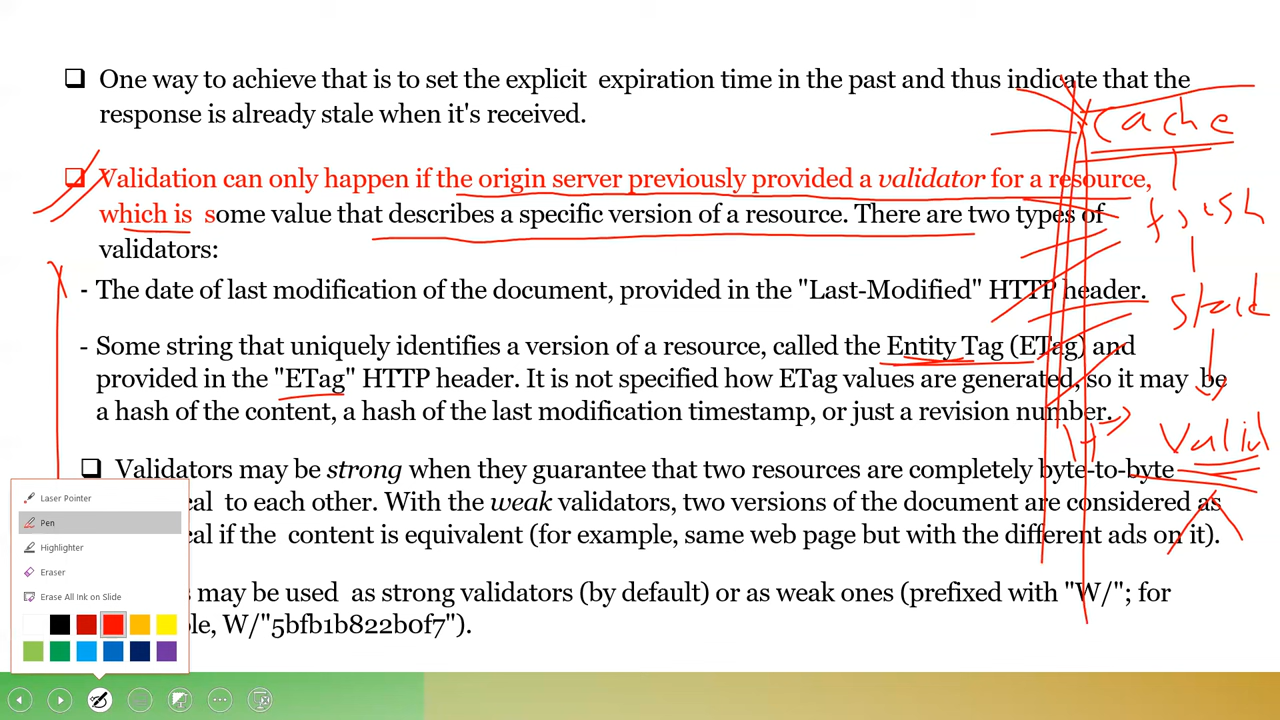 One way to achieve that is to set the explicit expiration time in the past and thus indicate that the
response is already stale when it's received.
Validation can only happen if the origin server previously provided a validator for a resource,
which is some value that describes a specific version of a resource. There are two types of
validators:
- The date of last modification of the document, provided in the "Last-Modified" HTTP header.
- Some string that uniquely identifies a version of a resource, called the Entity Tag (ETag) and
provided in the "ETag" HTTP header. It is not specified how ETag values are generated, so it may be
a hash of the content, a hash of the last modification timestamp, or just a revision number.
Validators may be strong when they guarantee that two resources are completely byte-to-byte
cal to each other. With the weak validators, two versions of the document are considered as
cal if the content is equivalent (for example, same web page but with the different ads on it).
may be used as strong validators (by default) or as weak ones (prefixed with "W/"; for
le, W/"5bfb1b822b0f7").
Cache
fresh
Valid
Laser Pointer
Pen
Highlighter
Eraser
Erase All Ink on Slide